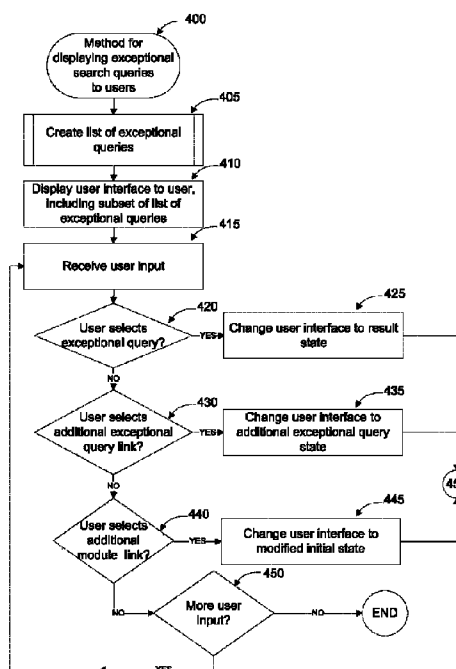 400
Method for
displaying exceptional
search queries
to users
405
Create list of exceptional
queries
410
Display user interface to user,
including subset of list of
exceptional queries
415
Receive user input
420
User selects
exceptional query?
YES
425
Change user interface to result
state
NO
430
User selects
additional exceptional
query link?
YES
435
Change user interface to
additional exceptional query
state
NO
440
User selects
additional
module link?
YES
445
Change user interface to
modified initial state
450
NO
More user
input?
NO
END
YES